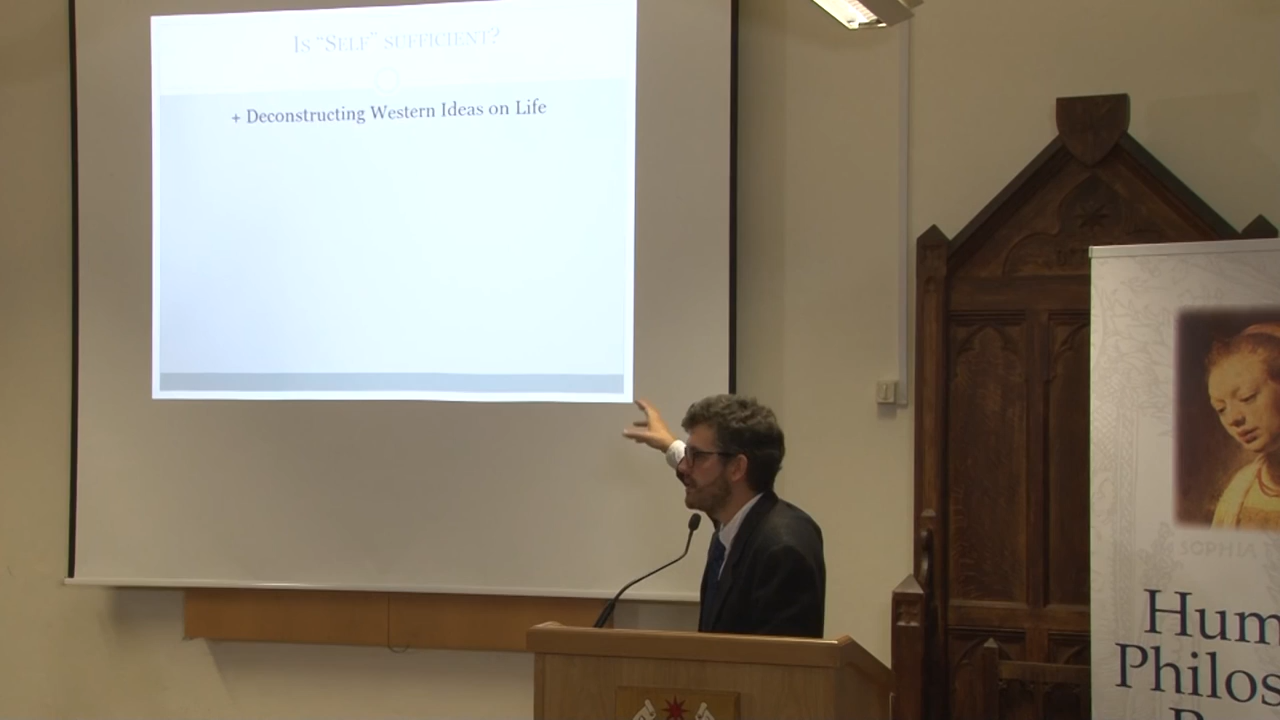 Is “Self” sufficient?
+ Deconstructing Western Ideas on Life
SOPHIA
Hum
Philos